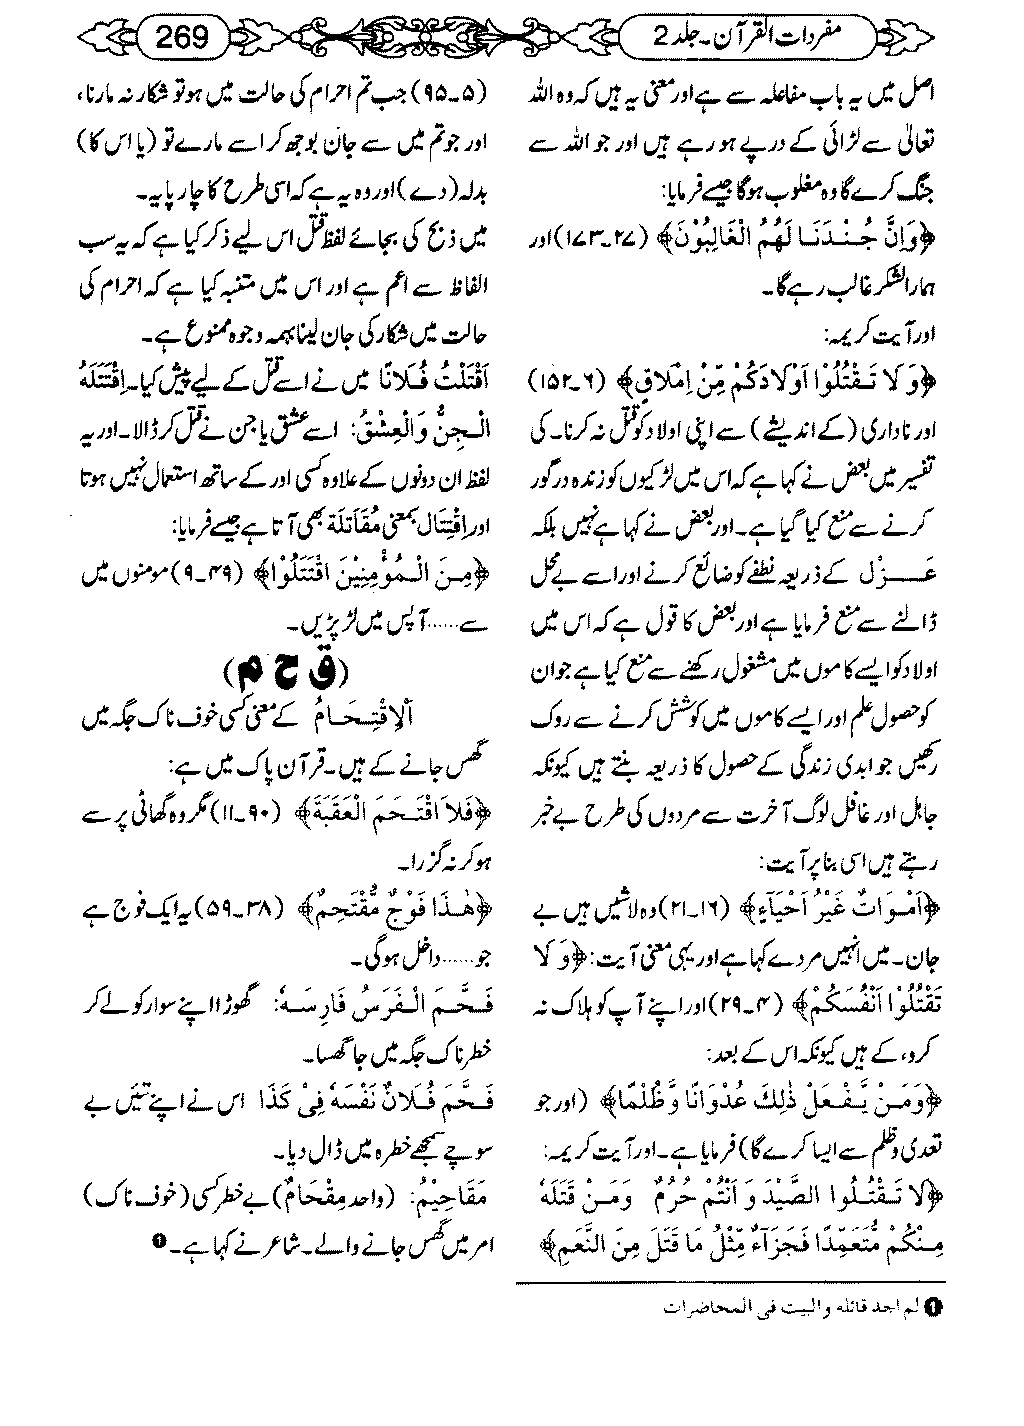 مفردات القرآن۔ جلد 2
269
اصل میں یہ باب مفاعلہ سے ہے اور معنی یہ ہیں کہ وہ اللہ
تعالیٰ سے لڑائی کے درپے ہو رہے ہیں اور جو اللہ سے
جنگ کرے گا وہ مغلوب ہوگا جیسے فرمایا:
﴿وَاِنَّ جُنْدَنَا لَهُمُ الْغَالِبُوْنَ﴾ (۲۷۔۱۷۳) اور
ہمارا لشکر غالب رہے گا۔
اور آیت کریمہ:
﴿وَلَا تَقْتُلُوْا اَوْلَادَكُمْ مِّنْ اِمْلَاقٍ﴾ (۶۔۱۵۲)
اور ناداری (کے اندیشے) سے اپنی اولاد کو قتل نہ کرنا۔ کی
تفسیر میں بعض نے کہا ہے کہ اس میں لڑکیوں کو زندہ درگور
کرنے سے منع کیا گیا ہے۔ اور بعض نے کہا ہے نہیں بلکہ
عَزْل کے ذریعہ نطفے کو ضائع کرنے اور اسے بے محل
ڈالنے سے منع فرمایا ہے اور بعض کا قول ہے کہ اس میں
اولاد کو ایسے کاموں میں مشغول رکھنے سے منع کیا ہے جو ان
کو حصول علم اور ایسے کاموں میں کوشش کرنے سے روک
رکھیں جو ابدی زندگی کے حصول کا ذریعہ بنتے ہیں کیونکہ
جاہل اور غافل لوگ آخرت سے مردوں کی طرح بے خبر
رہتے ہیں اسی بنا پر آیت:
﴿اَمْوَاتٌ غَيْرُ اَحْيَآءٍ﴾ (۱۶۔۲۱) وہ لاشیں ہیں بے
جان۔ میں انہیں مردے کہا ہے اور یہی معنی آیت: ﴿وَلَا
تَقْتُلُوْا اَنْفُسَكُمْ﴾ (۴۔۲۹) اور اپنے آپ کو ہلاک نہ
کرو، کے ہیں کیونکہ اس کے بعد:
﴿وَمَنْ يَّفْعَلْ ذٰلِكَ عُدْوَانًا وَّظُلْمًا﴾ (اور جو
تعدی و ظلم سے ایسا کرے گا) فرمایا ہے۔ اور آیت کریمہ:
﴿لَا تَقْتُلُوا الصَّيْدَ وَ اَنْتُمْ حُرُمٌ وَمَنْ قَتَلَهٗ
مِنْكُمْ مُّتَعَمِّدًا فَجَزَآءٌ مِّثْلُ مَا قَتَلَ مِنَ النَّعَمِ﴾
(۵۔۹۵) جب تم احرام کی حالت میں ہو تو شکار نہ مارنا،
اور جو تم میں سے جان بوجھ کر اسے مارے تو (یا اس کا)
بدلہ (دے) اور وہ یہ ہے کہ اسی طرح کا چارپایہ۔
میں ذبح کی بجائے لفظ قتل اس لیے ذکر کیا ہے کہ یہ سب
الفاظ سے اعم ہے اور اس میں متنبہ کیا ہے کہ احرام کی
حالت میں شکار کی جان لینا بہمہ وجوہ ممنوع ہے۔
اَقْتَلْتُ فُلَانًا میں نے اسے قتل کے لیے پیش کیا۔ اِقْتَتَلَهُ
الْجِنُّ وَالْعِشْقُ: اسے عشق یا جن نے قتل کر ڈالا۔ اور یہ
لفظ ان دونوں کے علاوہ کسی اور کے ساتھ استعمال نہیں ہوتا
اور اِقْتِتَال بمعنی مُقَاتَلَة بھی آتا ہے جیسے فرمایا:
﴿مِنَ الْمُؤْمِنِيْنَ اقْتَتَلُوْا﴾ (۴۹۔۹) مومنوں میں
سے...... آپس میں لڑ پڑیں۔
(ق ح م)
اَلْاِقْتِحَامُ کے معنی کسی خوف ناک جگہ میں
گھس جانے کے ہیں۔ قرآن پاک میں ہے:
﴿فَلَا اقْتَحَمَ الْعَقَبَةَ﴾ (۹۰۔۱۱) مگر وہ گھاٹی پر سے
ہو کر نہ گزرا۔
﴿هٰذَا فَوْجٌ مُّقْتَحِمٌ﴾ (۳۸۔۵۹) یہ ایک فوج ہے
جو...... داخل ہوگی۔
قَحَّمَ الْفَرَسُ فَارِسَهٗ: گھوڑا اپنے سوار کو لے کر
خطرناک جگہ میں جا گھسا۔
قَحَّمَ فُلَانٌ نَفْسَهٗ فِيْ كَذَا اس نے اپنے تئیں بے
سوچے سمجھے خطرہ میں ڈال دیا۔
مَقَاحِيْمُ: (واحد مِقْحَامٌ) بے خطر کسی (خوف ناک)
امر میں گھس جانے والے۔ شاعر نے کہا ہے۔ ❶
❶ لم اجد قائله والبيت في المحاضرات